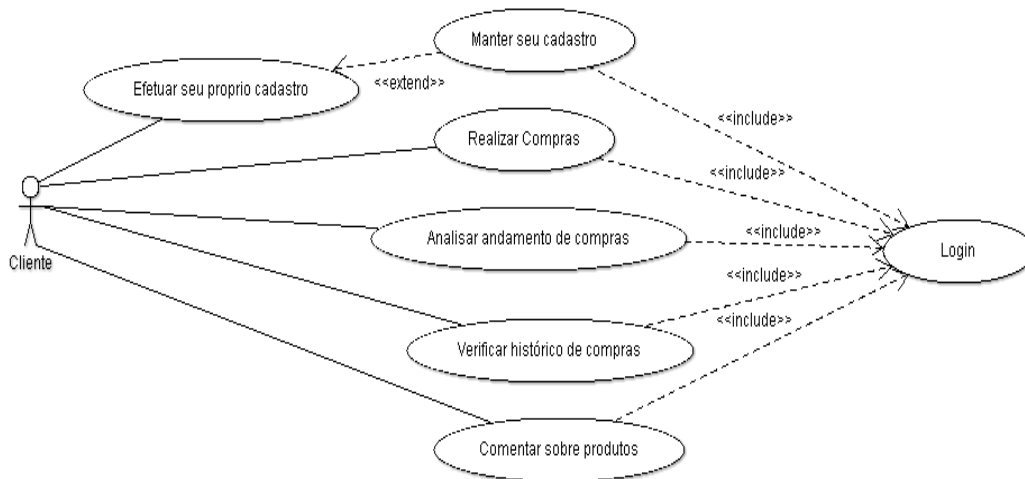 Manter seu cadastro
Efetuar seu proprio cadastro
<<extend>>
<<include>>
Realizar Compras
<<include>>
Analisar andamento de compras
<<include>>
Login
Cliente
<<include>>
<<include>>
Verificar histórico de compras
Comentar sobre produtos